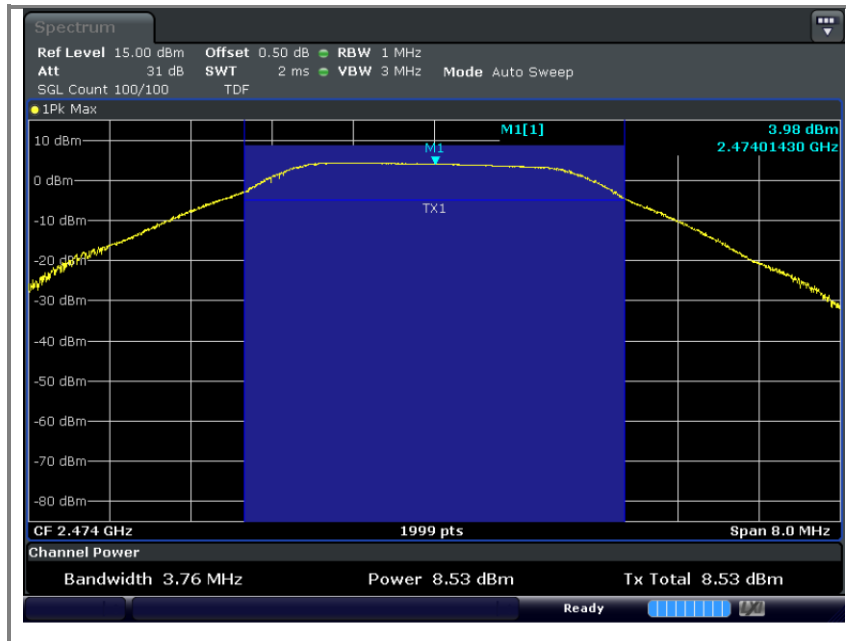 Spectrum
Ref Level 15.00 dBm Offset 0.50 dB RBW 1 MHz
Att 31 dB SWT 2 ms VBW 3 MHz Mode Auto Sweep
SGL Count 100/100 TDF
1Pk Max
M1[1] 3.98 dBm
2.47401430 GHz
10 dBm
M1
0 dBm
TX1
-10 dBm
-20 dBm
-30 dBm
-40 dBm
-50 dBm
-60 dBm
-70 dBm
-80 dBm
CF 2.474 GHz 1999 pts Span 8.0 MHz
Channel Power
Bandwidth 3.76 MHz Power 8.53 dBm Tx Total 8.53 dBm
Ready